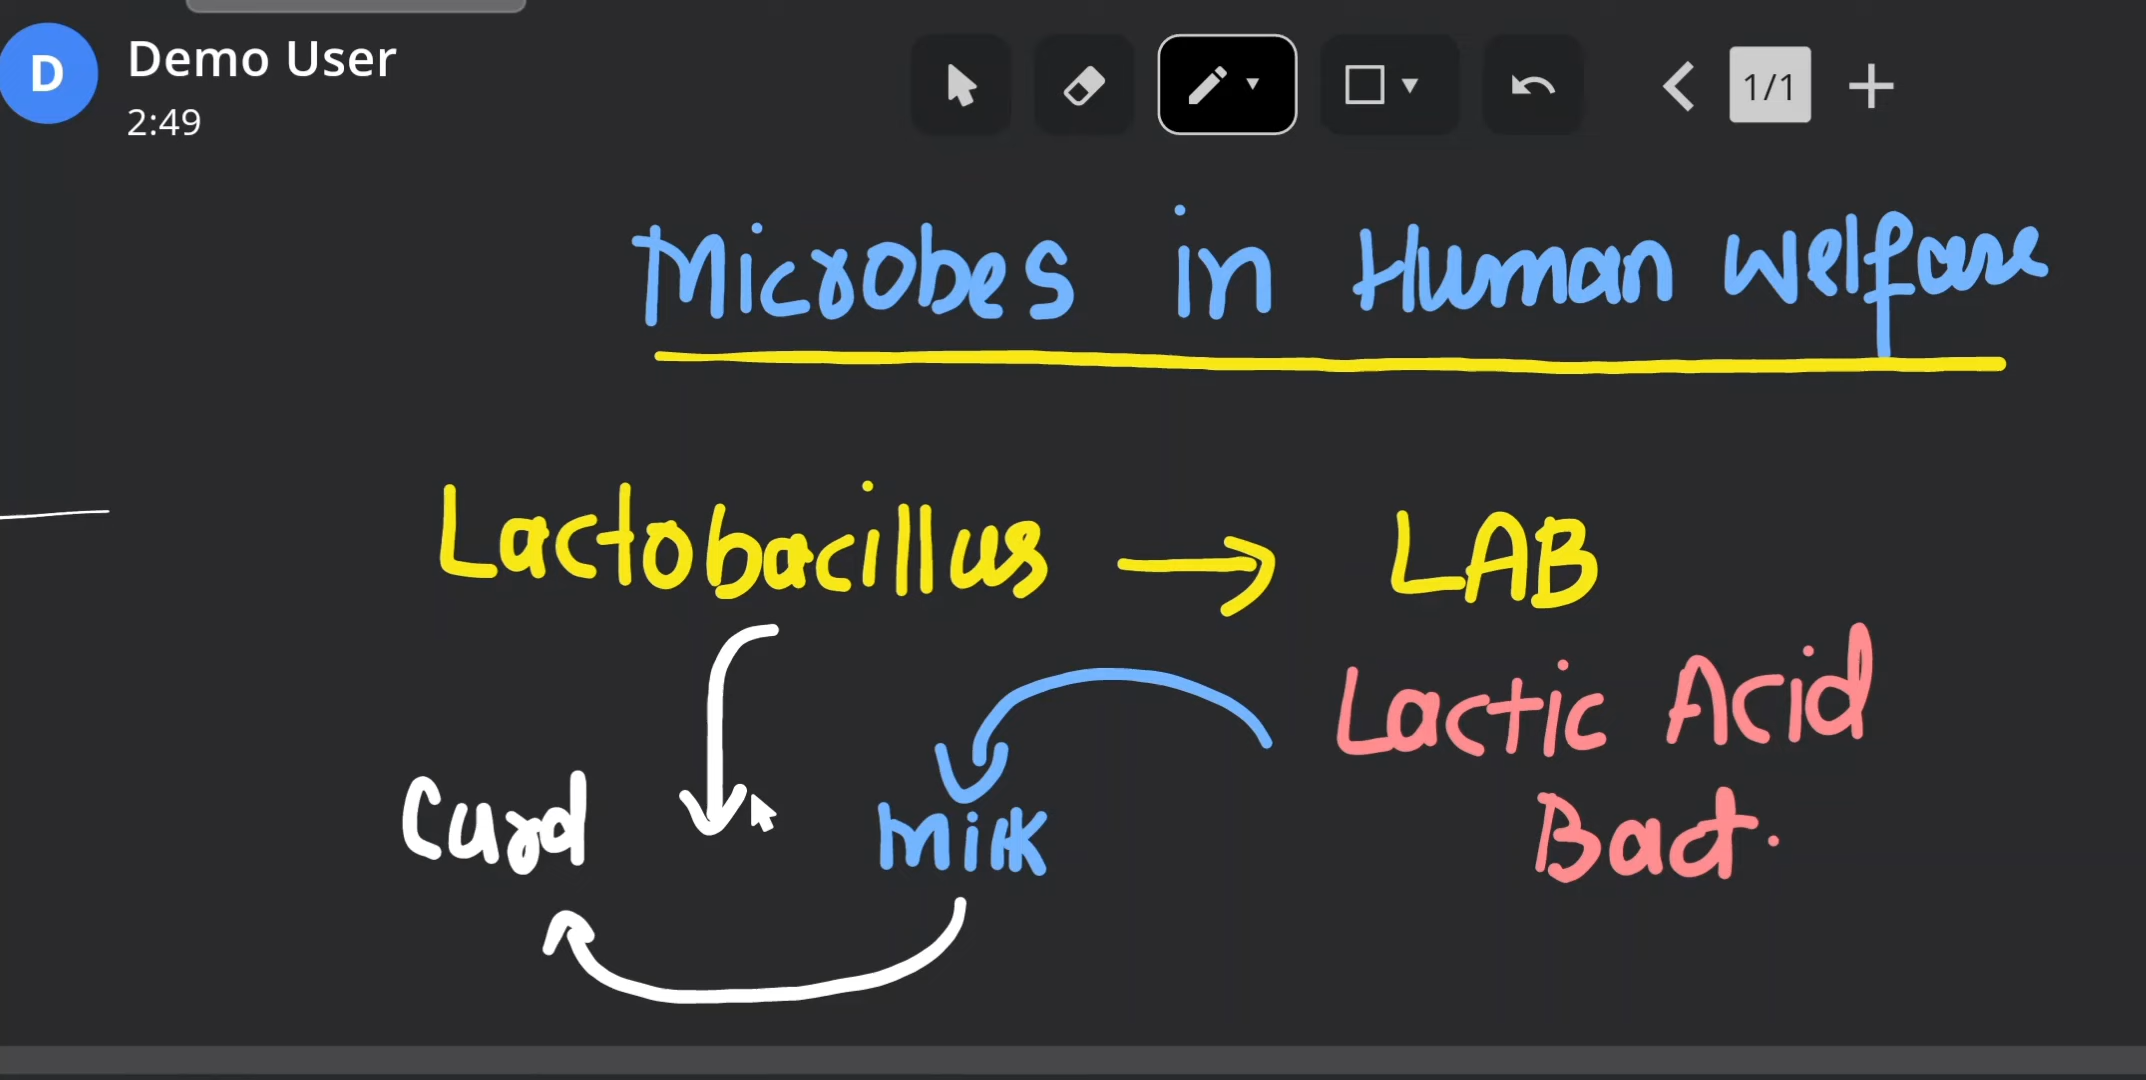 D Demo User
2:49
1/1
Microbes in Human Welfare
Lactobacillus → LAB
Lactic Acid
Bact.
Curd
milk